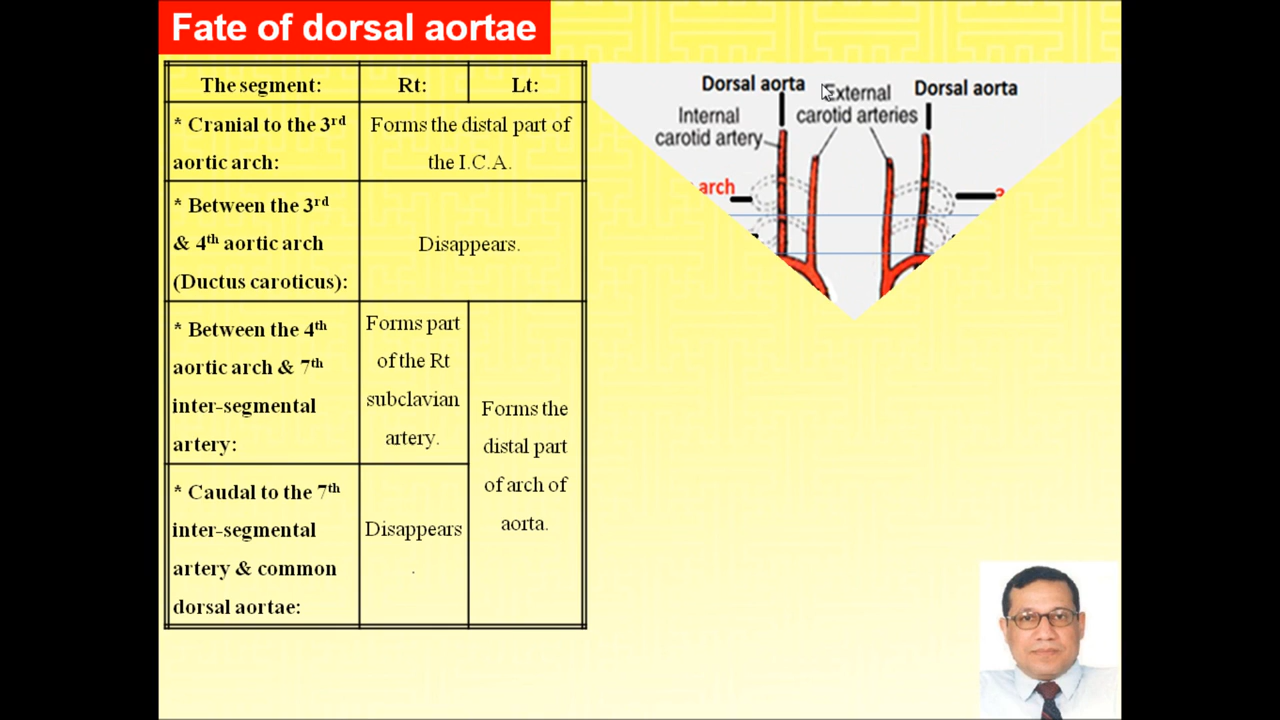 Fate of dorsal aortae
The segment:
Rt:
Lt:
* Cranial to the 3rd
aortic arch:
Forms the distal part of
the I.C.A.
* Between the 3rd
& 4th aortic arch
(Ductus caroticus):
Disappears.
* Between the 4th
aortic arch & 7th
inter-segmental
artery:
Forms part
of the Rt
subclavian
artery.
Forms the
distal part
of arch of
aorta.
* Caudal to the 7th
inter-segmental
artery & common
dorsal aortae:
Disappears
.
Dorsal aorta
External
carotid arteries
Dorsal aorta
Internal
carotid artery
arch